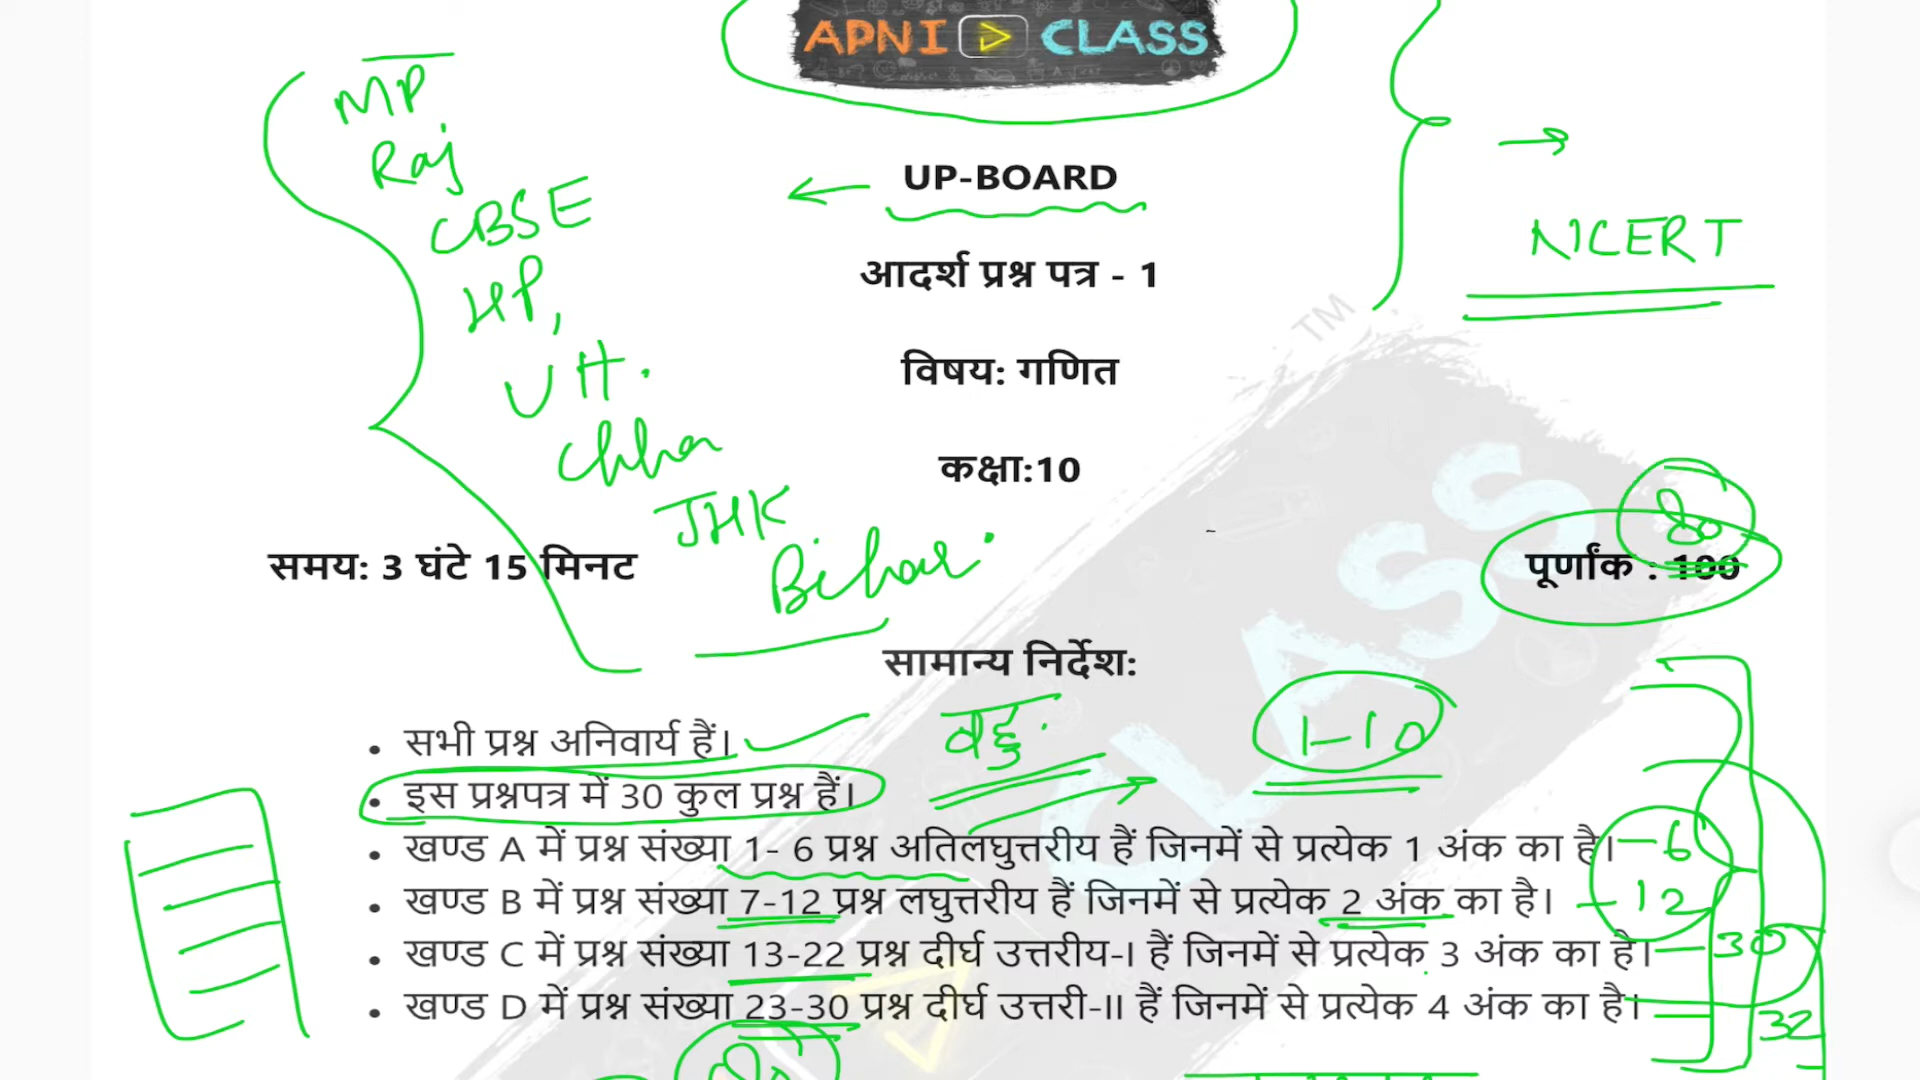 APNI CLASS
MP
Raj
UP-BOARD
CBSE
NCERT
आदर्श प्रश्न पत्र - 1
HP,
TM
विषय: गणित
UH.
Chha
कक्षा:10
JHK
80
समय: 3 घंटे 15 मिनट
Bihar.
पूर्णांक : 100
सामान्य निर्देश:
बहु.
1-10
• सभी प्रश्न अनिवार्य हैं।
• इस प्रश्नपत्र में 30 कुल प्रश्न हैं।
• खण्ड A में प्रश्न संख्या 1- 6 प्रश्न अतिलघुत्तरीय हैं जिनमें से प्रत्येक 1 अंक का है। -6
• खण्ड B में प्रश्न संख्या 7-12 प्रश्न लघुत्तरीय हैं जिनमें से प्रत्येक 2 अंक का है। -12
• खण्ड C में प्रश्न संख्या 13-22 प्रश्न दीर्घ उत्तरीय-I हैं जिनमें से प्रत्येक 3 अंक का है। -30
• खण्ड D में प्रश्न संख्या 23-30 प्रश्न दीर्घ उत्तरी-II हैं जिनमें से प्रत्येक 4 अंक का है। -32
CLASS